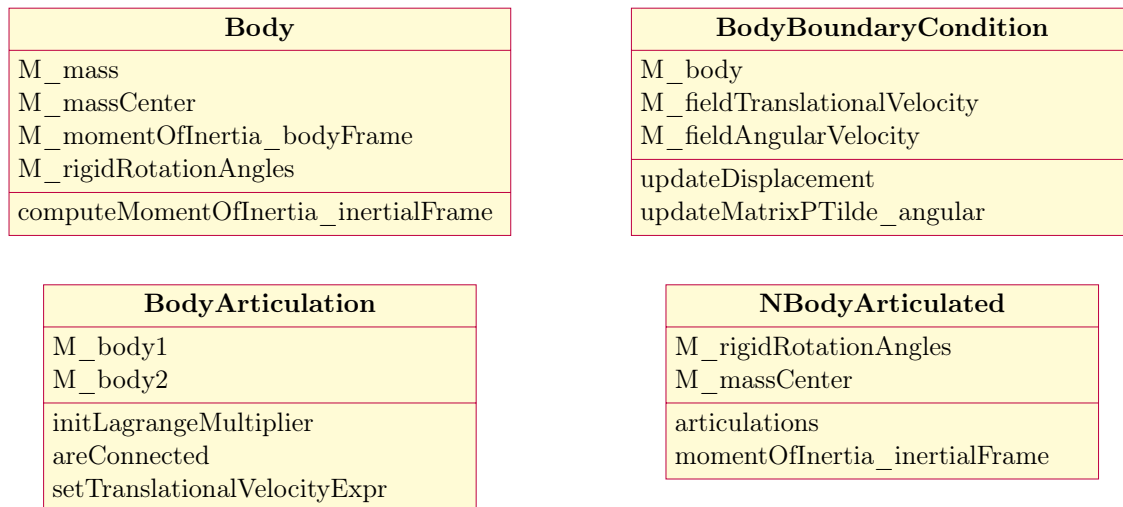 Body
M_mass
M_massCenter
M_momentOfInertia_bodyFrame
M_rigidRotationAngles
computeMomentOfInertia_inertialFrame
BodyBoundaryCondition
M_body
M_fieldTranslationalVelocity
M_fieldAngularVelocity
updateDisplacement
updateMatrixPTilde_angular
BodyArticulation
M_body1
M_body2
initLagrangeMultiplier
areConnected
setTranslationalVelocityExpr
NBodyArticulated
M_rigidRotationAngles
M_massCenter
articulations
momentOfInertia_inertialFrame